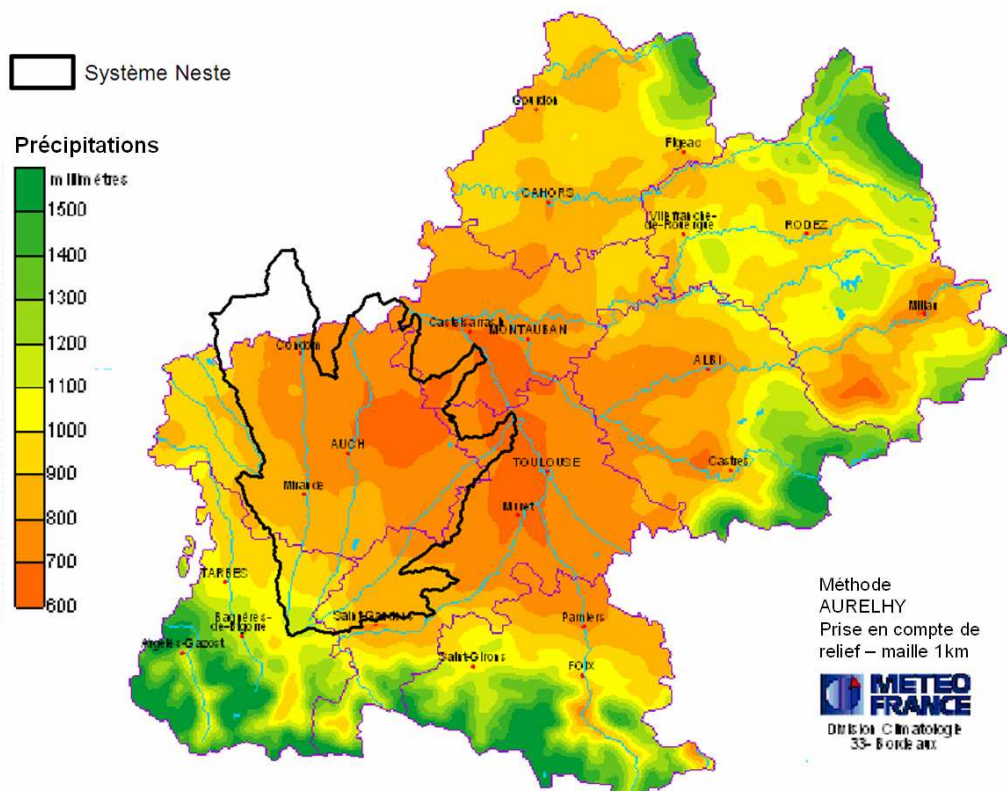 Système Neste
Précipitations
millimétres
1500
1400
1300
1200
1100
1000
900
800
700
600
Gourdon
Figeac
CAHORS
Villefranche-
de-Rouergue
RODEZ
Millau
Castelsarrasin
MONTAUBAN
Condom
ALBI
AUCH
TOULOUSE
Castres
Mirande
Muret
TARBES
Bagnères-
de-Bigorre
Saint-Gaudens
Pamiers
Argelès-Gazost
Saint-Girons
FOIX
Méthode
AURELHY
Prise en compte de
relief – maille 1km
METEO
FRANCE
Division Climatologie
33- Bordeaux